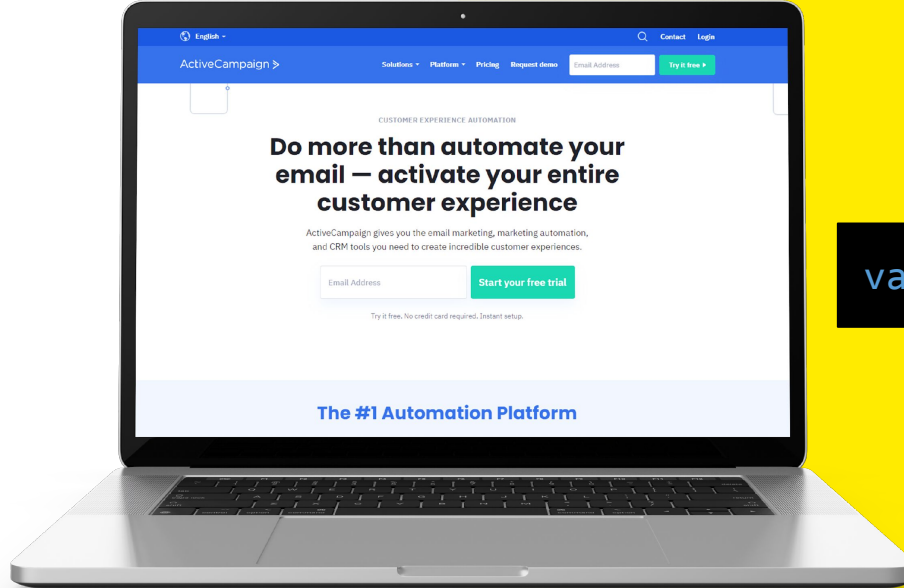 English
Contact Login
ActiveCampaign >
Solutions Platform Pricing Request demo Email Address Try it free >
CUSTOMER EXPERIENCE AUTOMATION
Do more than automate your
email — activate your entire
customer experience
ActiveCampaign gives you the email marketing, marketing automation,
and CRM tools you need to create incredible customer experiences.
Email Address Start your free trial
Try it free. No credit card required. Instant setup.
The #1 Automation Platform
va